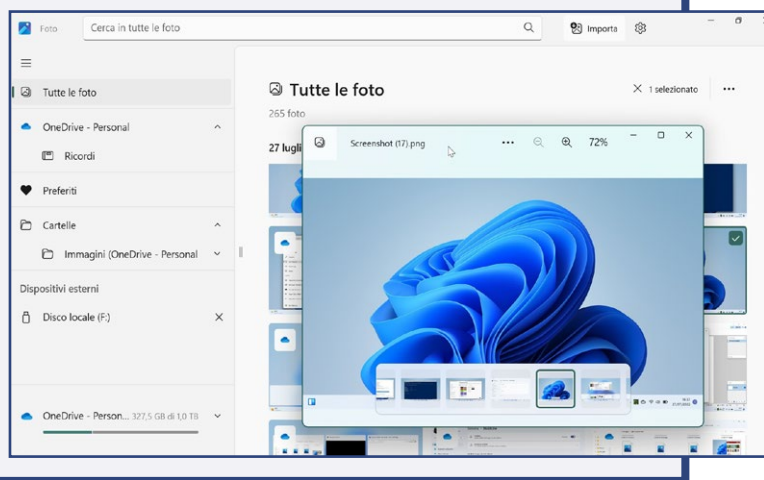 Foto
Cerca in tutte le foto
Importa
Tutte le foto
OneDrive - Personal
Ricordi
Preferiti
Cartelle
Immagini (OneDrive - Personal
Dispositivi esterni
Disco locale (F:)
OneDrive - Person... 327,5 GB di 1,0 TB
Tutte le foto
1 selezionato
265 foto
27 lugli
Screenshot (17).png
72%